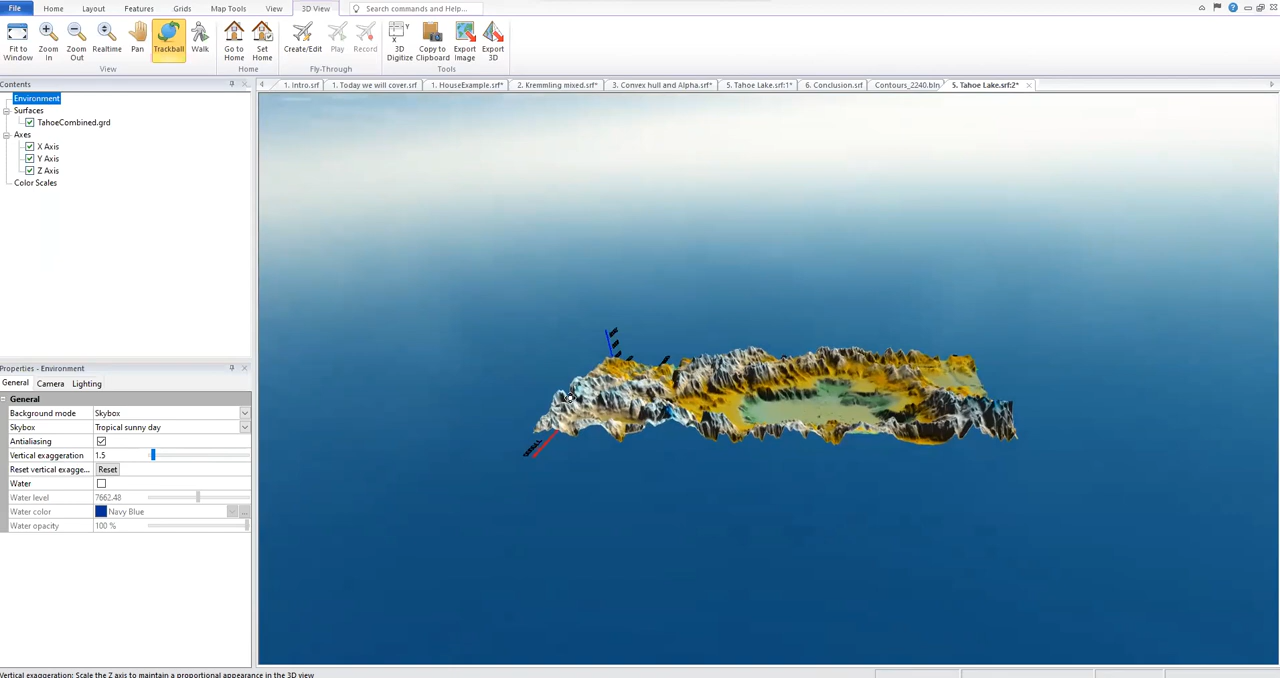 File Home Layout Features Grids Map Tools View 3D View Search commands and Help...
Fit to Window Zoom In Zoom Out Realtime Pan Trackball Walk Go to Home Set Home Create/Edit Play Record 3D Digitize Copy to Clipboard Export Image Export 3D
View Home Fly-Through Tools
Contents
1. Intro.srf 1. Today we will cover.srf 1. HouseExample.srf* 2. Kremmling mixed.srf* 3. Convex hull and Alpha.srf* 5. Tahoe Lake.srf:1* 6. Conclusion.srf Contours_2240.bln 5. Tahoe Lake.srf:2*
Environment
Surfaces
TahoeCombined.grd
Axes
X Axis
Y Axis
Z Axis
Color Scales
Properties - Environment
General Camera Lighting
General
Background mode Skybox
Skybox Tropical sunny day
Antialiasing
Vertical exaggeration 1.5
Reset vertical exagge... Reset
Water
Water level 7662.48
Water color Navy Blue ...
Water opacity 100 %
Vertical exaggeration: Scale the Z axis to maintain a proportional appearance in the 3D view